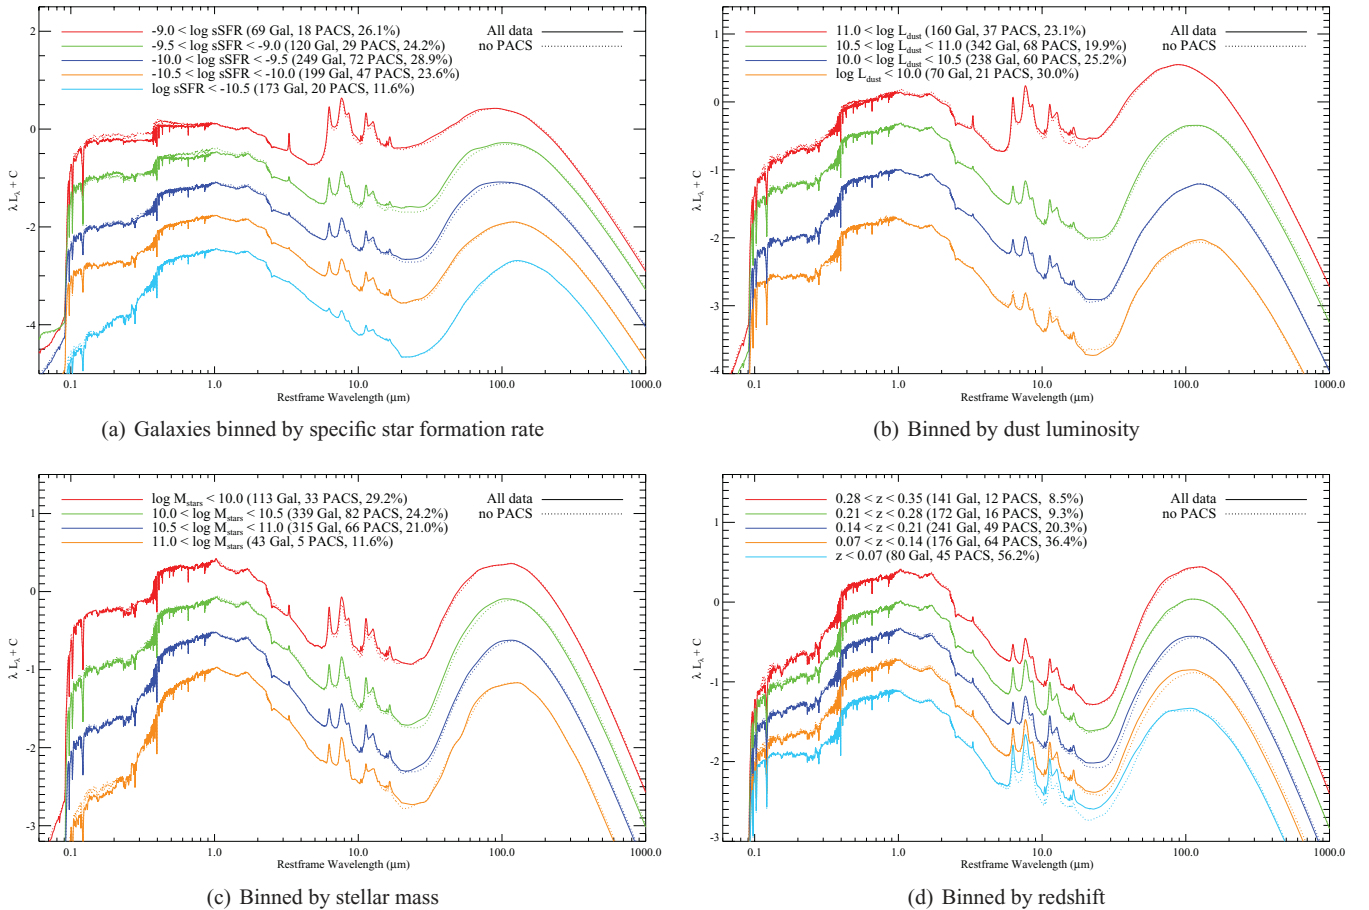 -9.0 < log sSFR (69 Gal, 18 PACS, 26.1%)
-9.5 < log sSFR < -9.0 (120 Gal, 29 PACS, 24.2%)
-10.0 < log sSFR < -9.5 (249 Gal, 72 PACS, 28.9%)
-10.5 < log sSFR < -10.0 (199 Gal, 47 PACS, 23.6%)
log sSFR < -10.5 (173 Gal, 20 PACS, 11.6%)
All data
no PACS
2
0
-2
-4
λ L_λ + C
0.1 1.0 10.0 100.0 1000.0
Restframe Wavelength (μm)
(a) Galaxies binned by specific star formation rate
11.0 < log L_dust (160 Gal, 37 PACS, 23.1%)
10.5 < log L_dust < 11.0 (342 Gal, 68 PACS, 19.9%)
10.0 < log L_dust < 10.5 (238 Gal, 60 PACS, 25.2%)
log L_dust < 10.0 (70 Gal, 21 PACS, 30.0%)
All data
no PACS
1
0
-1
-2
-3
-4
λ L_λ + C
0.1 1.0 10.0 100.0 1000.0
Restframe Wavelength (μm)
(b) Binned by dust luminosity
log M_stars < 10.0 (113 Gal, 33 PACS, 29.2%)
10.0 < log M_stars < 10.5 (339 Gal, 82 PACS, 24.2%)
10.5 < log M_stars < 11.0 (315 Gal, 66 PACS, 21.0%)
11.0 < log M_stars (43 Gal, 5 PACS, 11.6%)
All data
no PACS
1
0
-1
-2
-3
λ L_λ + C
0.1 1.0 10.0 100.0 1000.0
Restframe Wavelength (μm)
(c) Binned by stellar mass
0.28 < z < 0.35 (141 Gal, 12 PACS, 8.5%)
0.21 < z < 0.28 (172 Gal, 16 PACS, 9.3%)
0.14 < z < 0.21 (241 Gal, 49 PACS, 20.3%)
0.07 < z < 0.14 (176 Gal, 64 PACS, 36.4%)
z < 0.07 (80 Gal, 45 PACS, 56.2%)
All data
no PACS
1
0
-1
-2
-3
λ L_λ + C
0.1 1.0 10.0 100.0 1000.0
Restframe Wavelength (μm)
(d) Binned by redshift